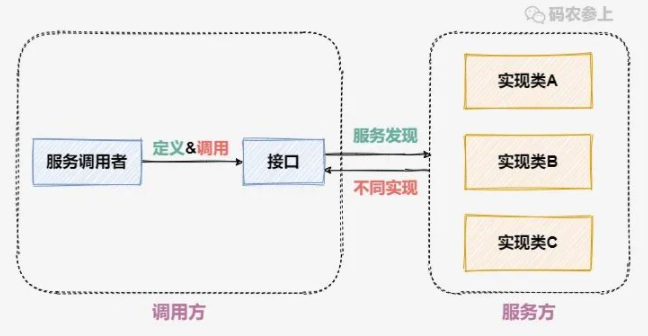 码农参上
实现类A
服务发现
服务调用者
定义&调用
接口
实现类B
不同实现
实现类C
调用方
服务方